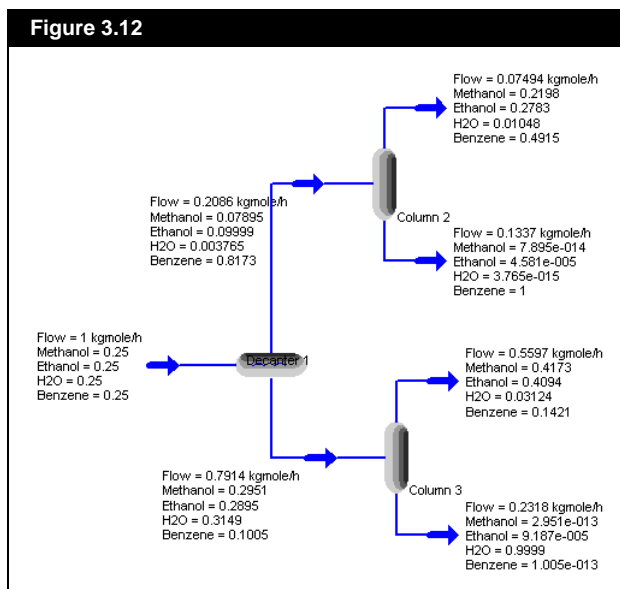 Figure 3.12
Flow = 0.07494 kgmole/h
Methanol = 0.2198
Ethanol = 0.2783
H2O = 0.01048
Benzene = 0.4915
Flow = 0.2086 kgmole/h
Methanol = 0.07895
Ethanol = 0.09999
H2O = 0.003765
Benzene = 0.8173
Column 2
Flow = 0.1337 kgmole/h
Methanol = 7.895e-014
Ethanol = 4.581e-005
H2O = 3.765e-015
Benzene = 1
Flow = 1 kgmole/h
Methanol = 0.25
Ethanol = 0.25
H2O = 0.25
Benzene = 0.25
Decanter 1
Flow = 0.5597 kgmole/h
Methanol = 0.4173
Ethanol = 0.4094
H2O = 0.03124
Benzene = 0.1421
Flow = 0.7914 kgmole/h
Methanol = 0.2951
Ethanol = 0.2895
H2O = 0.3149
Benzene = 0.1005
Column 3
Flow = 0.2318 kgmole/h
Methanol = 2.951e-013
Ethanol = 9.187e-005
H2O = 0.9999
Benzene = 1.005e-013